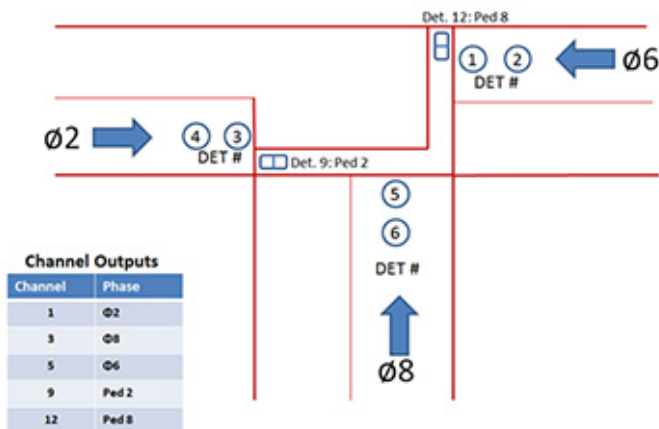 Det. 12: Ped 8
1 2
DET #
Ø6
Ø2
4 3
DET #
Det. 9: Ped 2
5
6
DET #
Ø8
Channel Outputs
Channel Phase
1 Φ2
3 Φ8
5 Φ6
9 Ped 2
12 Ped 8